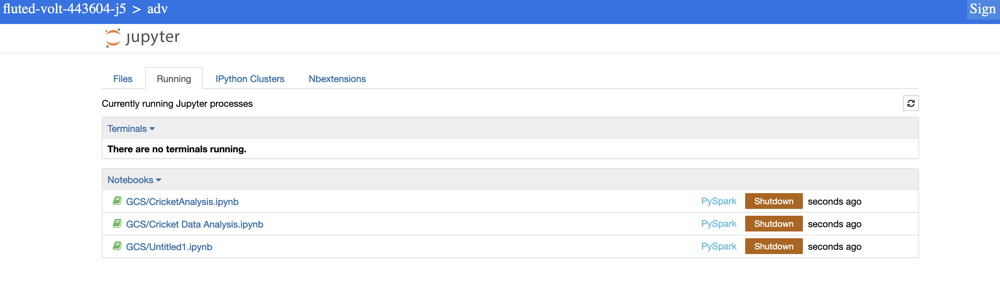 fluted-volt-443604-j5 > adv Sign
jupyter
Files Running IPython Clusters Nbextensions
Currently running Jupyter processes
Terminals
There are no terminals running.
Notebooks
GCS/CricketAnalysis.ipynb PySpark Shutdown seconds ago
GCS/Cricket Data Analysis.ipynb PySpark Shutdown seconds ago
GCS/Untitled1.ipynb PySpark Shutdown seconds ago